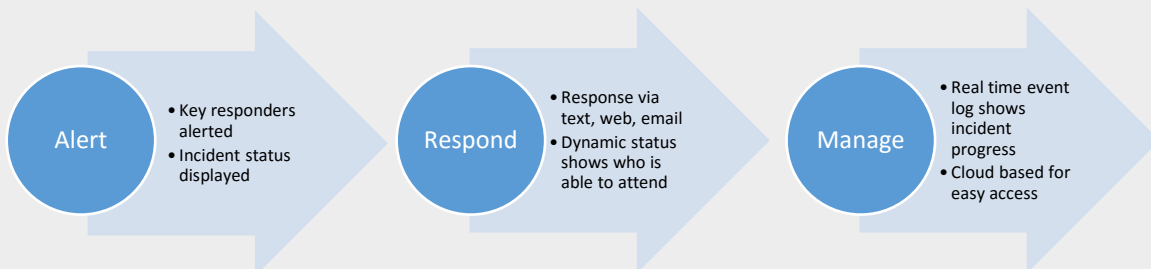 Alert
• Key responders
alerted
• Incident status
displayed
Respond
• Response via
text, web, email
• Dynamic status
shows who is
able to attend
Manage
• Real time event
log shows
incident
progress
• Cloud based for
easy access